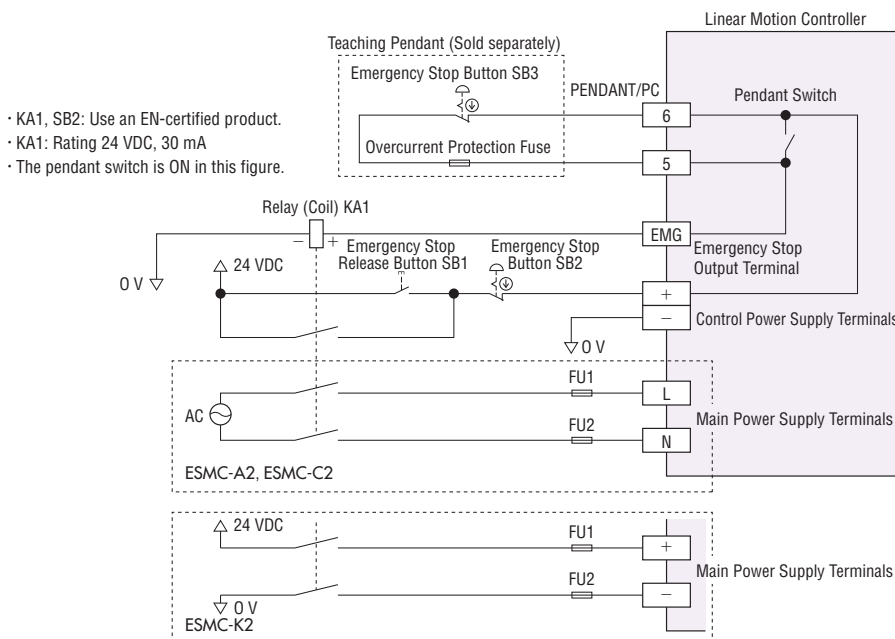 Linear Motion Controller
Teaching Pendant (Sold separately)
Emergency Stop Button SB3
PENDANT/PC
Pendant Switch
6
· KA1, SB2: Use an EN-certified product.
· KA1: Rating 24 VDC, 30 mA
· The pendant switch is ON in this figure.
Overcurrent Protection Fuse
5
Relay (Coil) KA1
− +
EMG
Emergency Stop
Output Terminal
0 V
24 VDC
Emergency Stop
Release Button SB1
Emergency Stop
Button SB2
+
−
Control Power Supply Terminals
0 V
FU1
L
AC
FU2
N
Main Power Supply Terminals
ESMC-A2, ESMC-C2
24 VDC
FU1
+
Main Power Supply Terminals
FU2
−
0 V
ESMC-K2